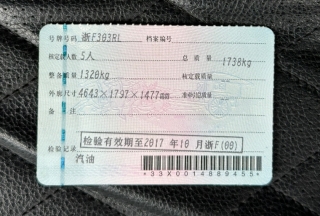 号牌号码 浙F303RL 档案编号
核定载人数 5人 总质量 1738kg
整备质量 1320kg 核定载质量
外廓尺寸 4643×1797×1477mm 准牵引总质量
备注
检验有效期至2017 年10 月浙F(00)
检验记录
汽油
*33X0014889455*